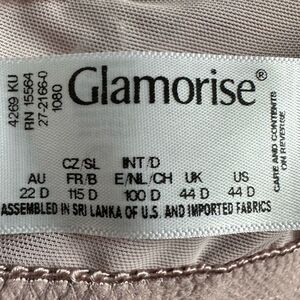 4269 KU
RN 15564
27-2166-0
1080
Glamorise®
CARE AND CONTENTS
ON REVERSE
CZ/SL INT'D
AU FR/B E/NL/CH UK US
22 D 115 D 100 D 44 D 44 D
ASSEMBLED IN SRI LANKA OF U.S. AND IMPORTED FABRICS